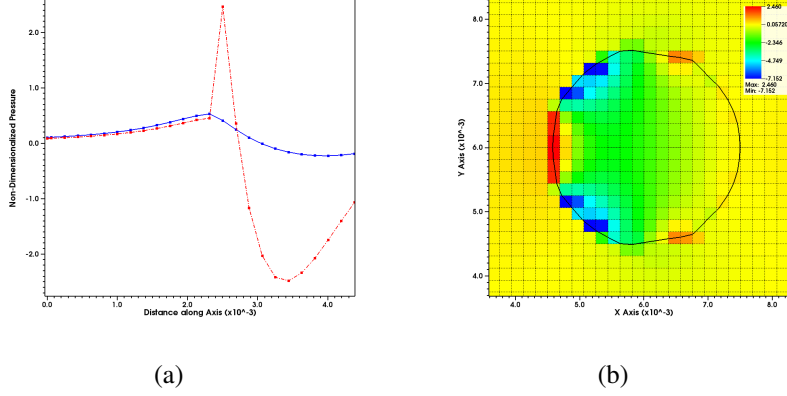 2.0
1.0
0.0
-1.0
-2.0
Non-Dimensionalized Pressure
0.0 1.0 2.0 3.0 4.0
Distance along Axis (x10^-3)
(a)
8.0
7.0
6.0
5.0
4.0
Y Axis (x10^-3)
4.0 5.0 6.0 7.0 8.0
X Axis (x10^-3)
2.460
0.05720
-2.346
-4.749
-7.152
Max: 2.460
Min: -7.152
(b)